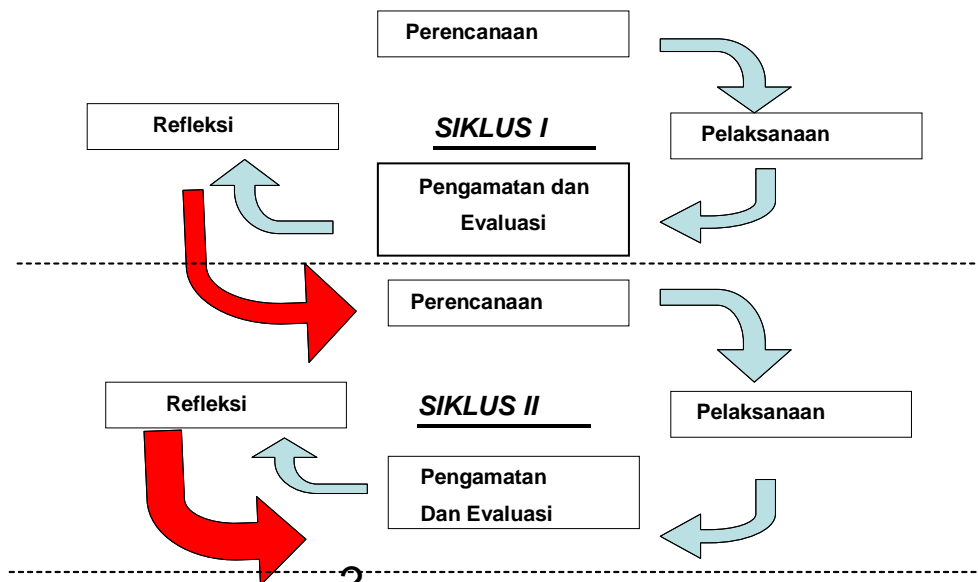 Perencanaan
Refleksi
SIKLUS I
Pelaksanaan
Pengamatan dan
Evaluasi
Perencanaan
Refleksi
SIKLUS II
Pelaksanaan
Pengamatan
Dan Evaluasi